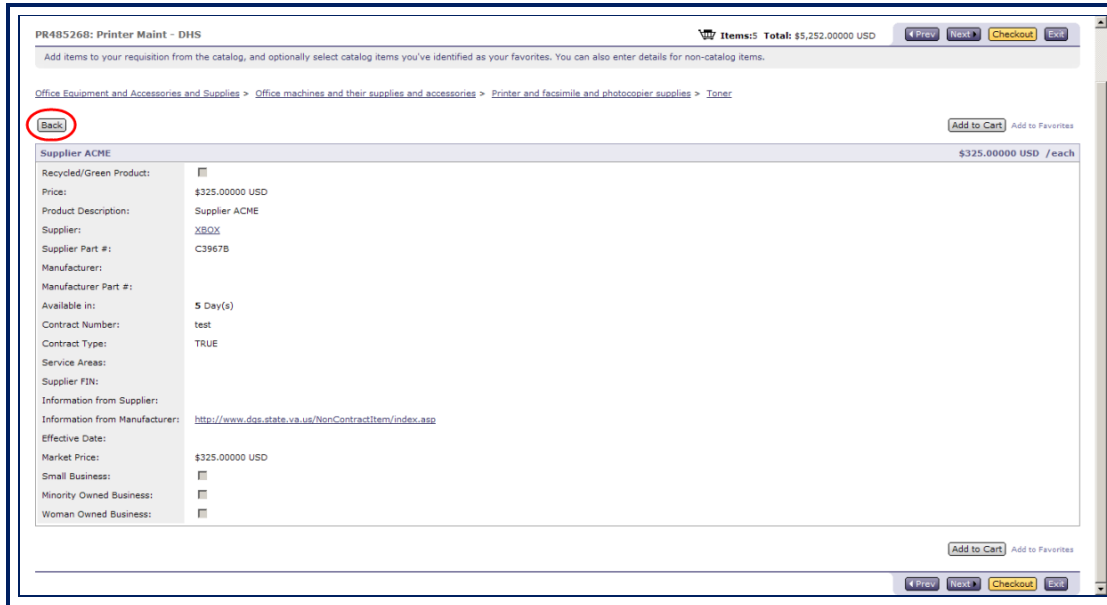 PR485268: Printer Maint - DHS Items:5 Total: $5,252.00000 USD Prev Next Checkout Exit
Add items to your requisition from the catalog, and optionally select catalog items you've identified as your favorites. You can also enter details for non-catalog items.
Office Equipment and Accessories and Supplies > Office machines and their supplies and accessories > Printer and facsimile and photocopier supplies > Toner
Back Add to Cart Add to Favorites
Supplier ACME $325.00000 USD /each
Recycled/Green Product:
Price: $325.00000 USD
Product Description: Supplier ACME
Supplier: XBOX
Supplier Part #: C3967B
Manufacturer:
Manufacturer Part #:
Available in: 5 Day(s)
Contract Number: test
Contract Type: TRUE
Service Areas:
Supplier FIN:
Information from Supplier:
Information from Manufacturer: http://www.dgs.state.va.us/NonContractItem/index.asp
Effective Date:
Market Price: $325.00000 USD
Small Business:
Minority Owned Business:
Woman Owned Business:
Add to Cart Add to Favorites
Prev Next Checkout Exit